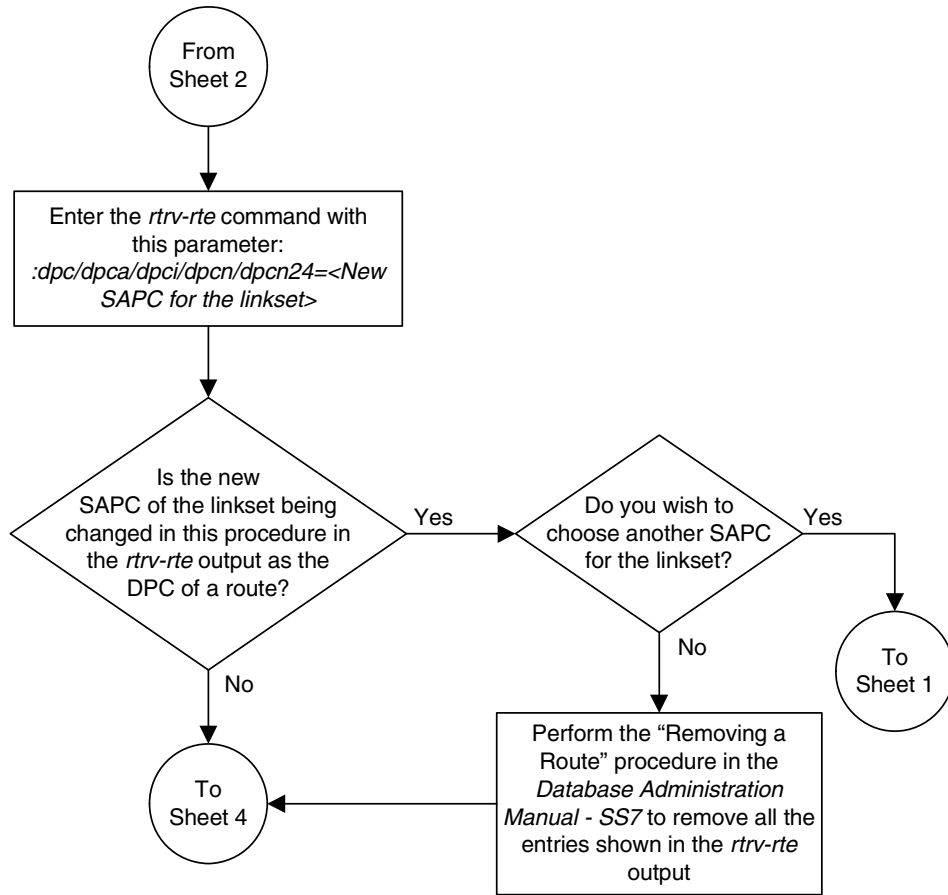 From
Sheet 2
Enter the rtrv-rte command with
this parameter:
:dpc/dpca/dpci/dpcn/dpcn24=<New
SAPC for the linkset>
Is the new
SAPC of the linkset being
changed in this procedure in
the rtrv-rte output as the
DPC of a route?
Yes
Do you wish to
choose another SAPC
for the linkset?
Yes
No
No
To
Sheet 1
To
Sheet 4
Perform the “Removing a
Route” procedure in the
Database Administration
Manual - SS7 to remove all the
entries shown in the rtrv-rte
output